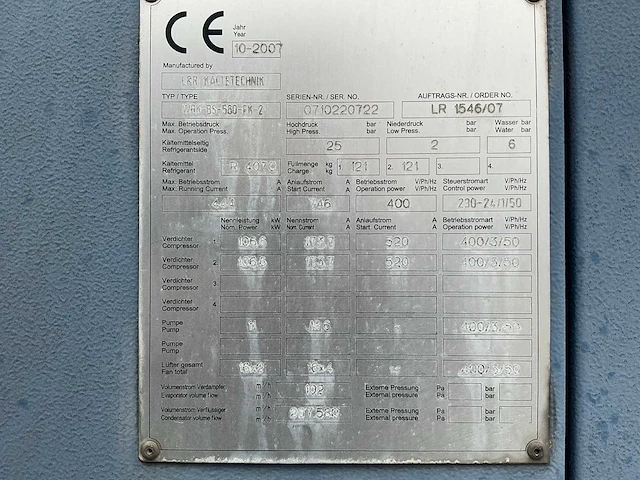 CE
Jahr
Year
10-2007
Manufactured by
L&R KÄLTETECHNIK
TYP / TYPE SERIEN-NR. / SER. NO. AUFTRAGS-NR. / ORDER NO.
0710220722 LR 1546/07
Max. Betriebsdruck Hochdruck bar Niederdruck bar Wasser bar
Max. Operation Press. High Press. bar Low Press. bar Water bar
Kältemittelseitig
Refrigerantside
25 2 6
Kältemittel Füllmenge kg
Refrigerant Charge kg
1. 121 2. 121 3. 4.
Max. Betriebsstrom A Anlaufstrom A Betriebsstrom V/Ph/Hz Steuerstromart V/Ph/Hz
Max. Running Current A Start. Current A Operation power V/Ph/Hz Control power V/Ph/Hz
400 230-24/1/50
Nennleistung kW Nennstrom A Anlaufstrom A Betriebsstromart V/Ph/Hz
Nom. Power kW Nom. Current A Start. Current A Operation power V/Ph/Hz
Verdichter 1.
Compressor
520 400/3/50
Verdichter 2.
Compressor
520 400/3/50
Verdichter 3.
Compressor
Verdichter 4.
Compressor
Pumpe
Pump
400/3/50
Pumpe
Pump
Lüfter gesamt
Fan total
400/3/50
Volumenstrom Verdampfer m³/h Externe Pressung Pa bar
Evaporator volume flow m³/h External pressure Pa bar
102
Volumenstrom Verflüssiger m³/h Externe Pressung Pa bar
Condensator volume flow m³/h External pressure Pa bar